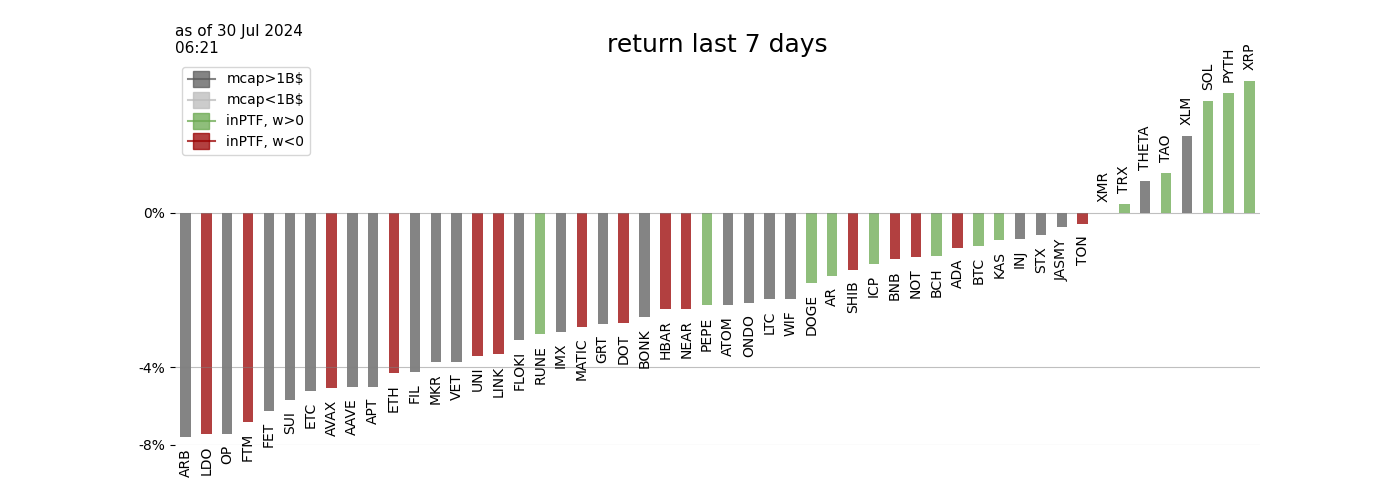 as of 30 Jul 2024
06:21
return last 7 days
mcap>1B$
mcap<1B$
inPTF, w>0
inPTF, w<0
0%
-4%
-8%
ARB
LDO
OP
FTM
FET
SUI
ETC
AVAX
AAVE
APT
ETH
FIL
MKR
VET
UNI
LINK
FLOKI
RUNE
IMX
MATIC
GRT
DOT
BONK
HBAR
NEAR
PEPE
ATOM
ONDO
LTC
WIF
DOGE
AR
SHIB
ICP
BNB
NOT
BCH
ADA
BTC
KAS
INJ
STX
JASMY
TON
XMR
TRX
THETA
TAO
XLM
SOL
PYTH
XRP